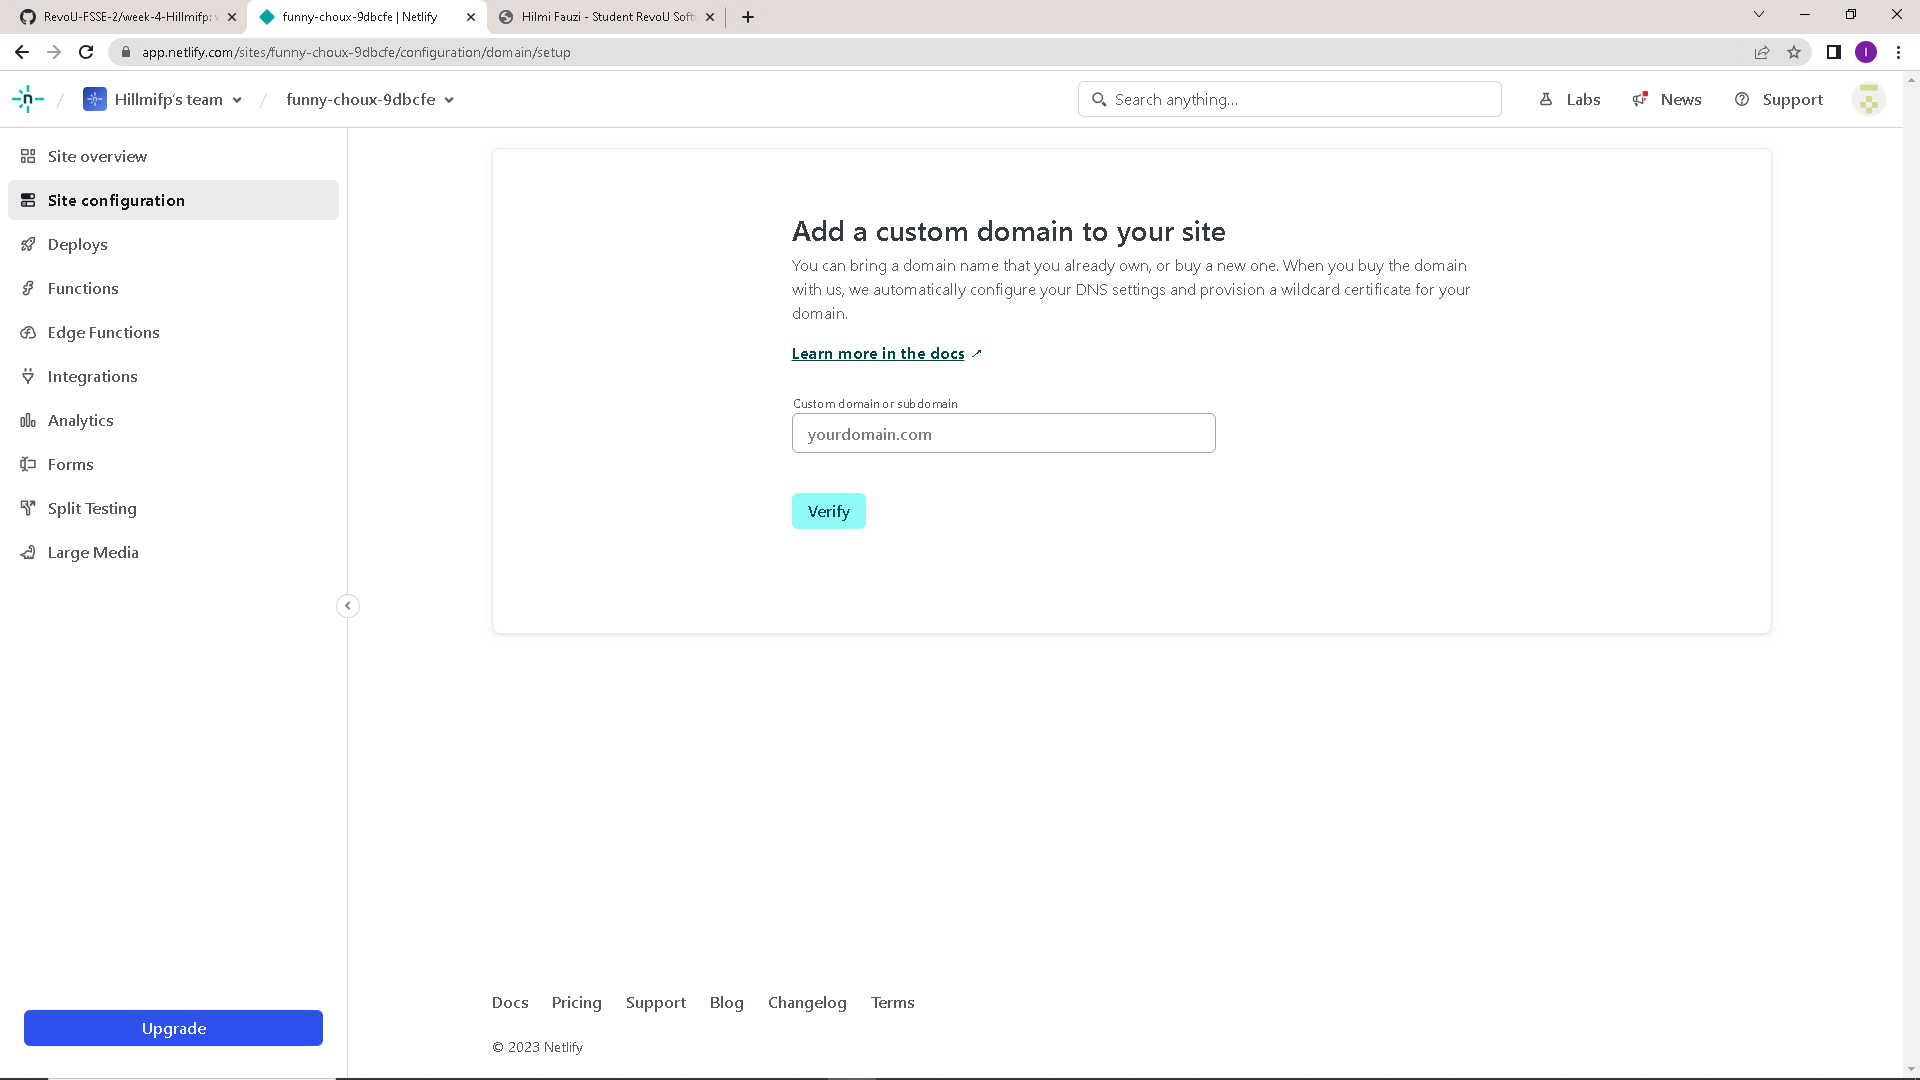 RevoU-FSSE-2/week-4-Hillmifp:
funny-choux-9dbcfe | Netlify
Hilmi Fauzi - Student RevoU Soft
app.netlify.com/sites/funny-choux-9dbcfe/configuration/domain/setup
I
n
Hillmifp's team
funny-choux-9dbcfe
Search anything...
Labs
News
Support
Site overview
Site configuration
Deploys
Functions
Edge Functions
Integrations
Analytics
Forms
Split Testing
Large Media
Upgrade
Add a custom domain to your site
You can bring a domain name that you already own, or buy a new one. When you buy the domain
with us, we automatically configure your DNS settings and provision a wildcard certificate for your
domain.
Learn more in the docs
Custom domain or subdomain
yourdomain.com
Verify
Docs Pricing Support Blog Changelog Terms
© 2023 Netlify